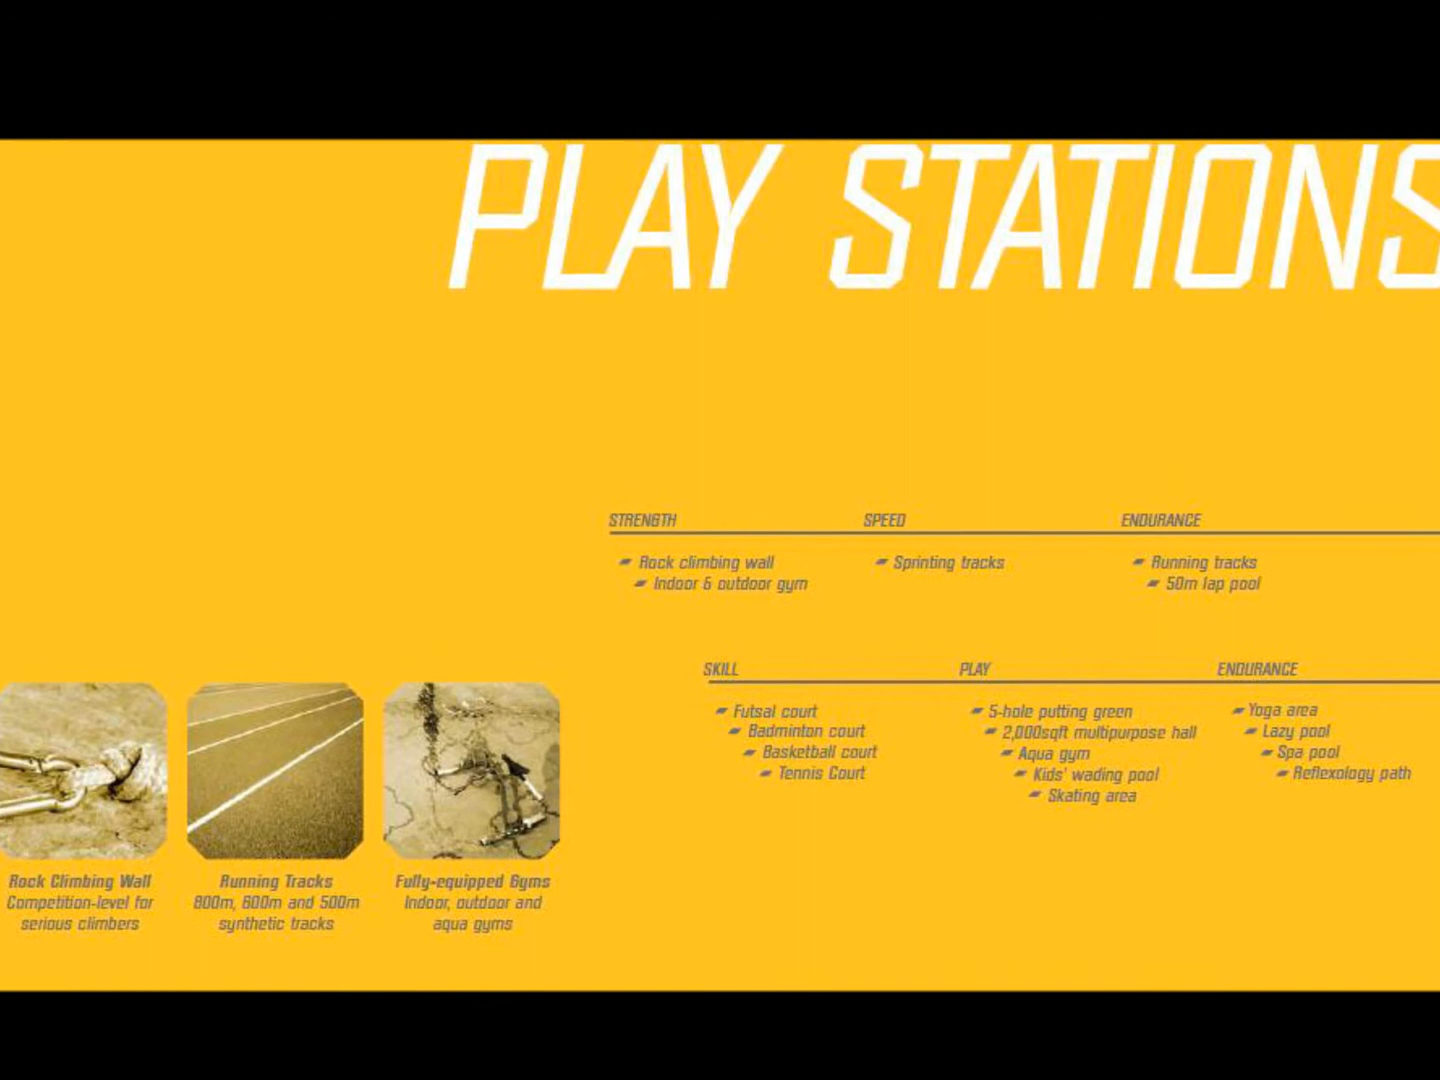 PLAY STATIONS
STRENGTH
Rock climbing wall
Indoor & outdoor gym
SPEED
Sprinting tracks
ENDURANCE
Running tracks
50m lap pool
SKILL
Futsal court
Badminton court
Basketball court
Tennis Court
PLAY
5-hole putting green
2,000sqft multipurpose hall
Aqua gym
Kids' wading pool
Skating area
ENDURANCE
Yoga area
Lazy pool
Spa pool
Reflexology path
Rock Climbing Wall
Competition-level for
serious climbers
Running Tracks
800m, 600m and 500m
synthetic tracks
Fully-equipped Gyms
Indoor, outdoor and
aqua gyms